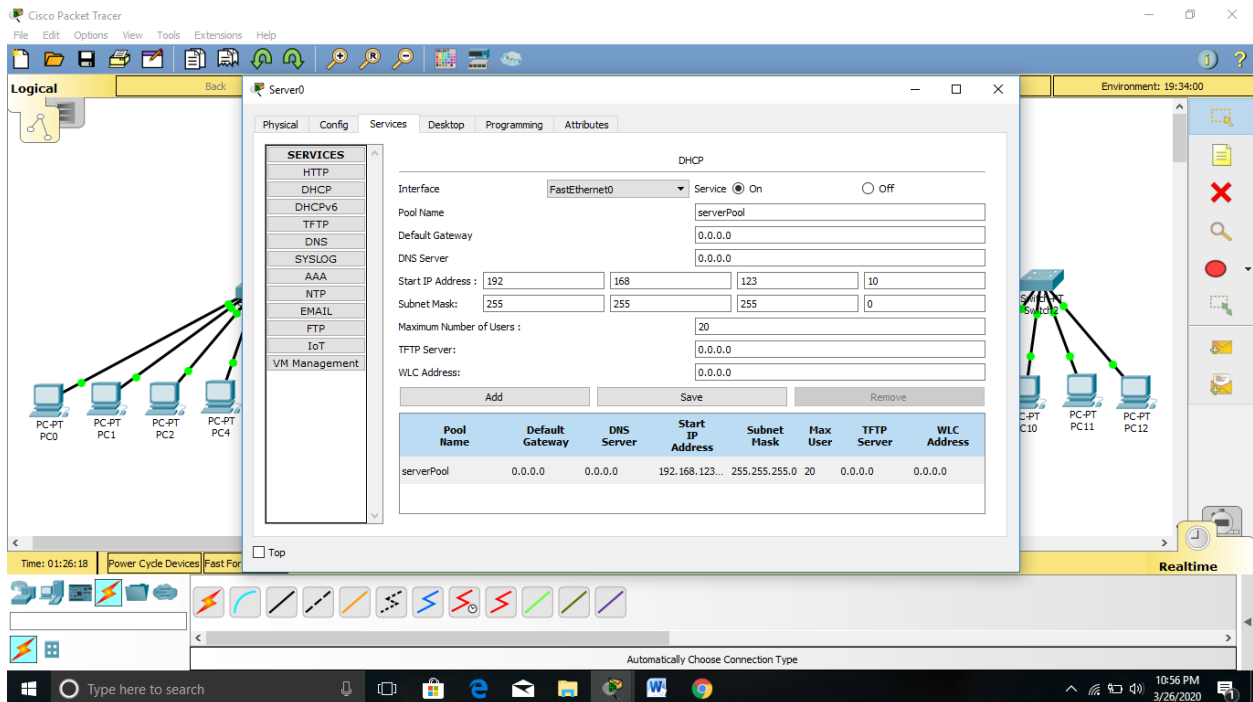 Cisco Packet Tracer
File Edit Options View Tools Extensions Help
Logical
Back
Environment: 19:34:00
Server0
Physical Config Services Desktop Programming Attributes
SERVICES
HTTP
DHCP
DHCPv6
TFTP
DNS
SYSLOG
AAA
NTP
EMAIL
FTP
IoT
VM Management
DHCP
Interface FastEthernet0 Service On Off
Pool Name serverPool
Default Gateway 0.0.0.0
DNS Server 0.0.0.0
Start IP Address : 192 168 123 10
Subnet Mask: 255 255 255 0
Maximum Number of Users : 20
TFTP Server: 0.0.0.0
WLC Address: 0.0.0.0
Add Save Remove
Pool Name Default Gateway DNS Server Start IP Address Subnet Mask Max User TFTP Server WLC Address
serverPool 0.0.0.0 0.0.0.0 192.168.123... 255.255.255.0 20 0.0.0.0 0.0.0.0
Top
PC-PT
PC0
PC-PT
PC1
PC-PT
PC2
PC-PT
PC4
Switch-PT
Switch2
C-PT
C10
PC-PT
PC11
PC-PT
PC12
Time: 01:26:18 Power Cycle Devices Fast For
Realtime
Automatically Choose Connection Type
Type here to search
10:56 PM
3/26/2020